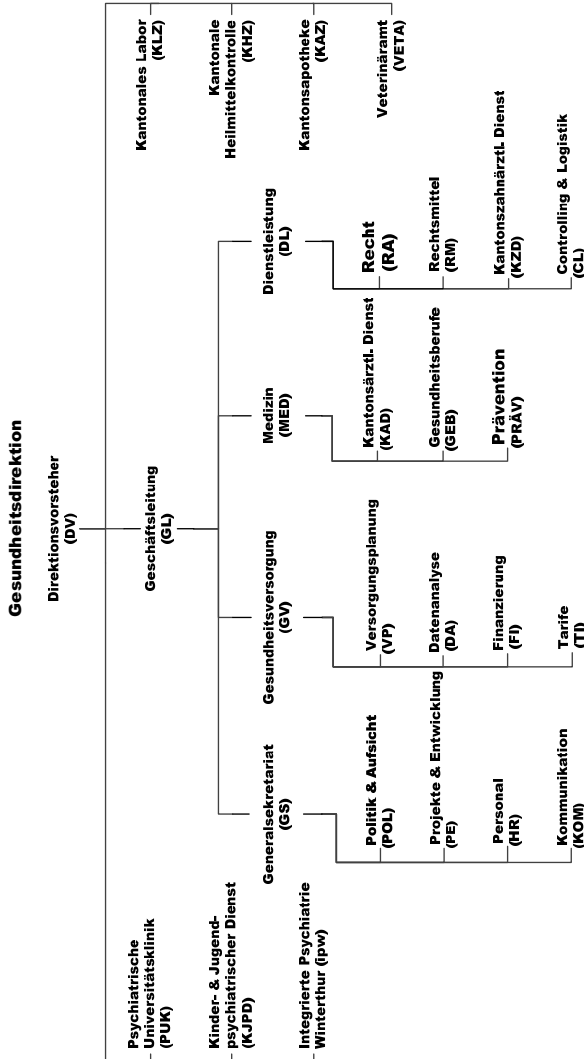 Gesundheitsdirektion
Direktionsvorsteher
(DV)
Psychiatrische
Universitätsklinik
(PUK)
Kinder- & Jugend-
psychiatrischer Dienst
(KJPD)
Integrierte Psychiatrie
Winterthur (ipw)
Geschäftsleitung
(GL)
Generalsekretariat
(GS)
Politik & Aufsicht
(POL)
Projekte & Entwicklung
(PE)
Personal
(HR)
Kommunikation
(KOM)
Gesundheitsversorgung
(GV)
Versorgungsplanung
(VP)
Datenanalyse
(DA)
Finanzierung
(FI)
Tarife
(TI)
Medizin
(MED)
Kantonsärztl. Dienst
(KAD)
Gesundheitsberufe
(GEB)
Prävention
(PRÄV)
Dienstleistung
(DL)
Recht
(RA)
Rechtsmittel
(RM)
Kantonszahnärztl. Dienst
(KZD)
Controlling & Logistik
(CL)
Kantonales Labor
(KLZ)
Kantonale
Heilmittelkontrolle
(KHZ)
Kantonsapotheke
(KAZ)
Veterinäramt
(VETA)